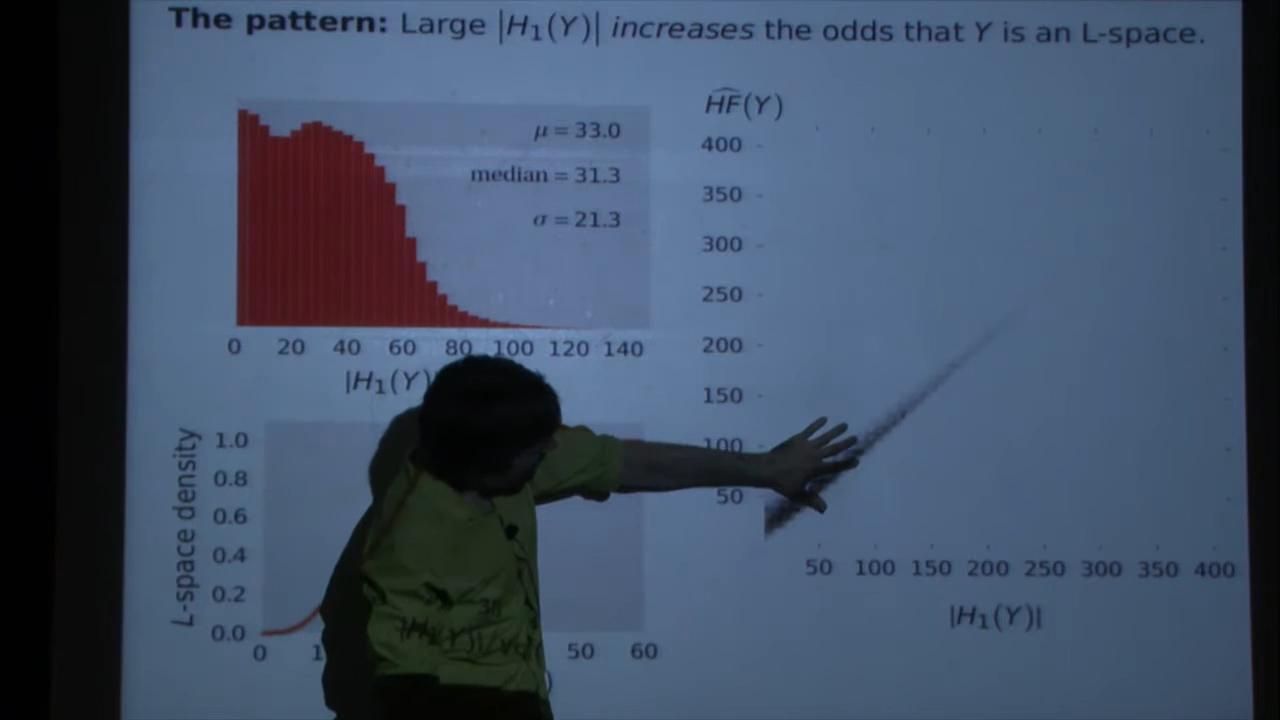 The pattern: Large |H₁(Y)| increases the odds that Y is an L-space.
μ = 33.0
median = 31.3
σ = 21.3
0 20 40 60 80 100 120 140
|H₁(Y)
L-space density
1.0
0.8
0.6
0.4
0.2
0.0
0 1 50 60
ĤF(Y)
400
350
300
250
200
150
100
50
50 100 150 200 250 300 350 400
|H₁(Y)|